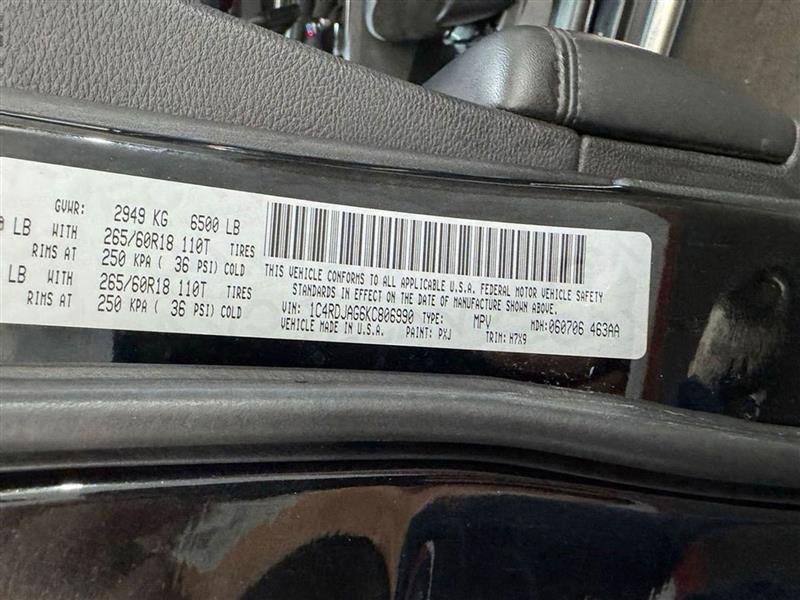 GVWR: 2949 KG 6500 LB
LB WITH 265/60R18 110T TIRES
RIMS AT 250 KPA ( 36 PSI) COLD
LB WITH 265/60R18 110T TIRES
RIMS AT 250 KPA ( 36 PSI) COLD
THIS VEHICLE CONFORMS TO ALL APPLICABLE U.S.A. FEDERAL MOTOR VEHICLE SAFETY
STANDARDS IN EFFECT ON THE DATE OF MANUFACTURE SHOWN ABOVE.
VIN: 1C4RDJAG6KC806990 TYPE: MPV MDH:060706 463AA
VEHICLE MADE IN U.S.A. PAINT: PXJ TRIM: H7X9